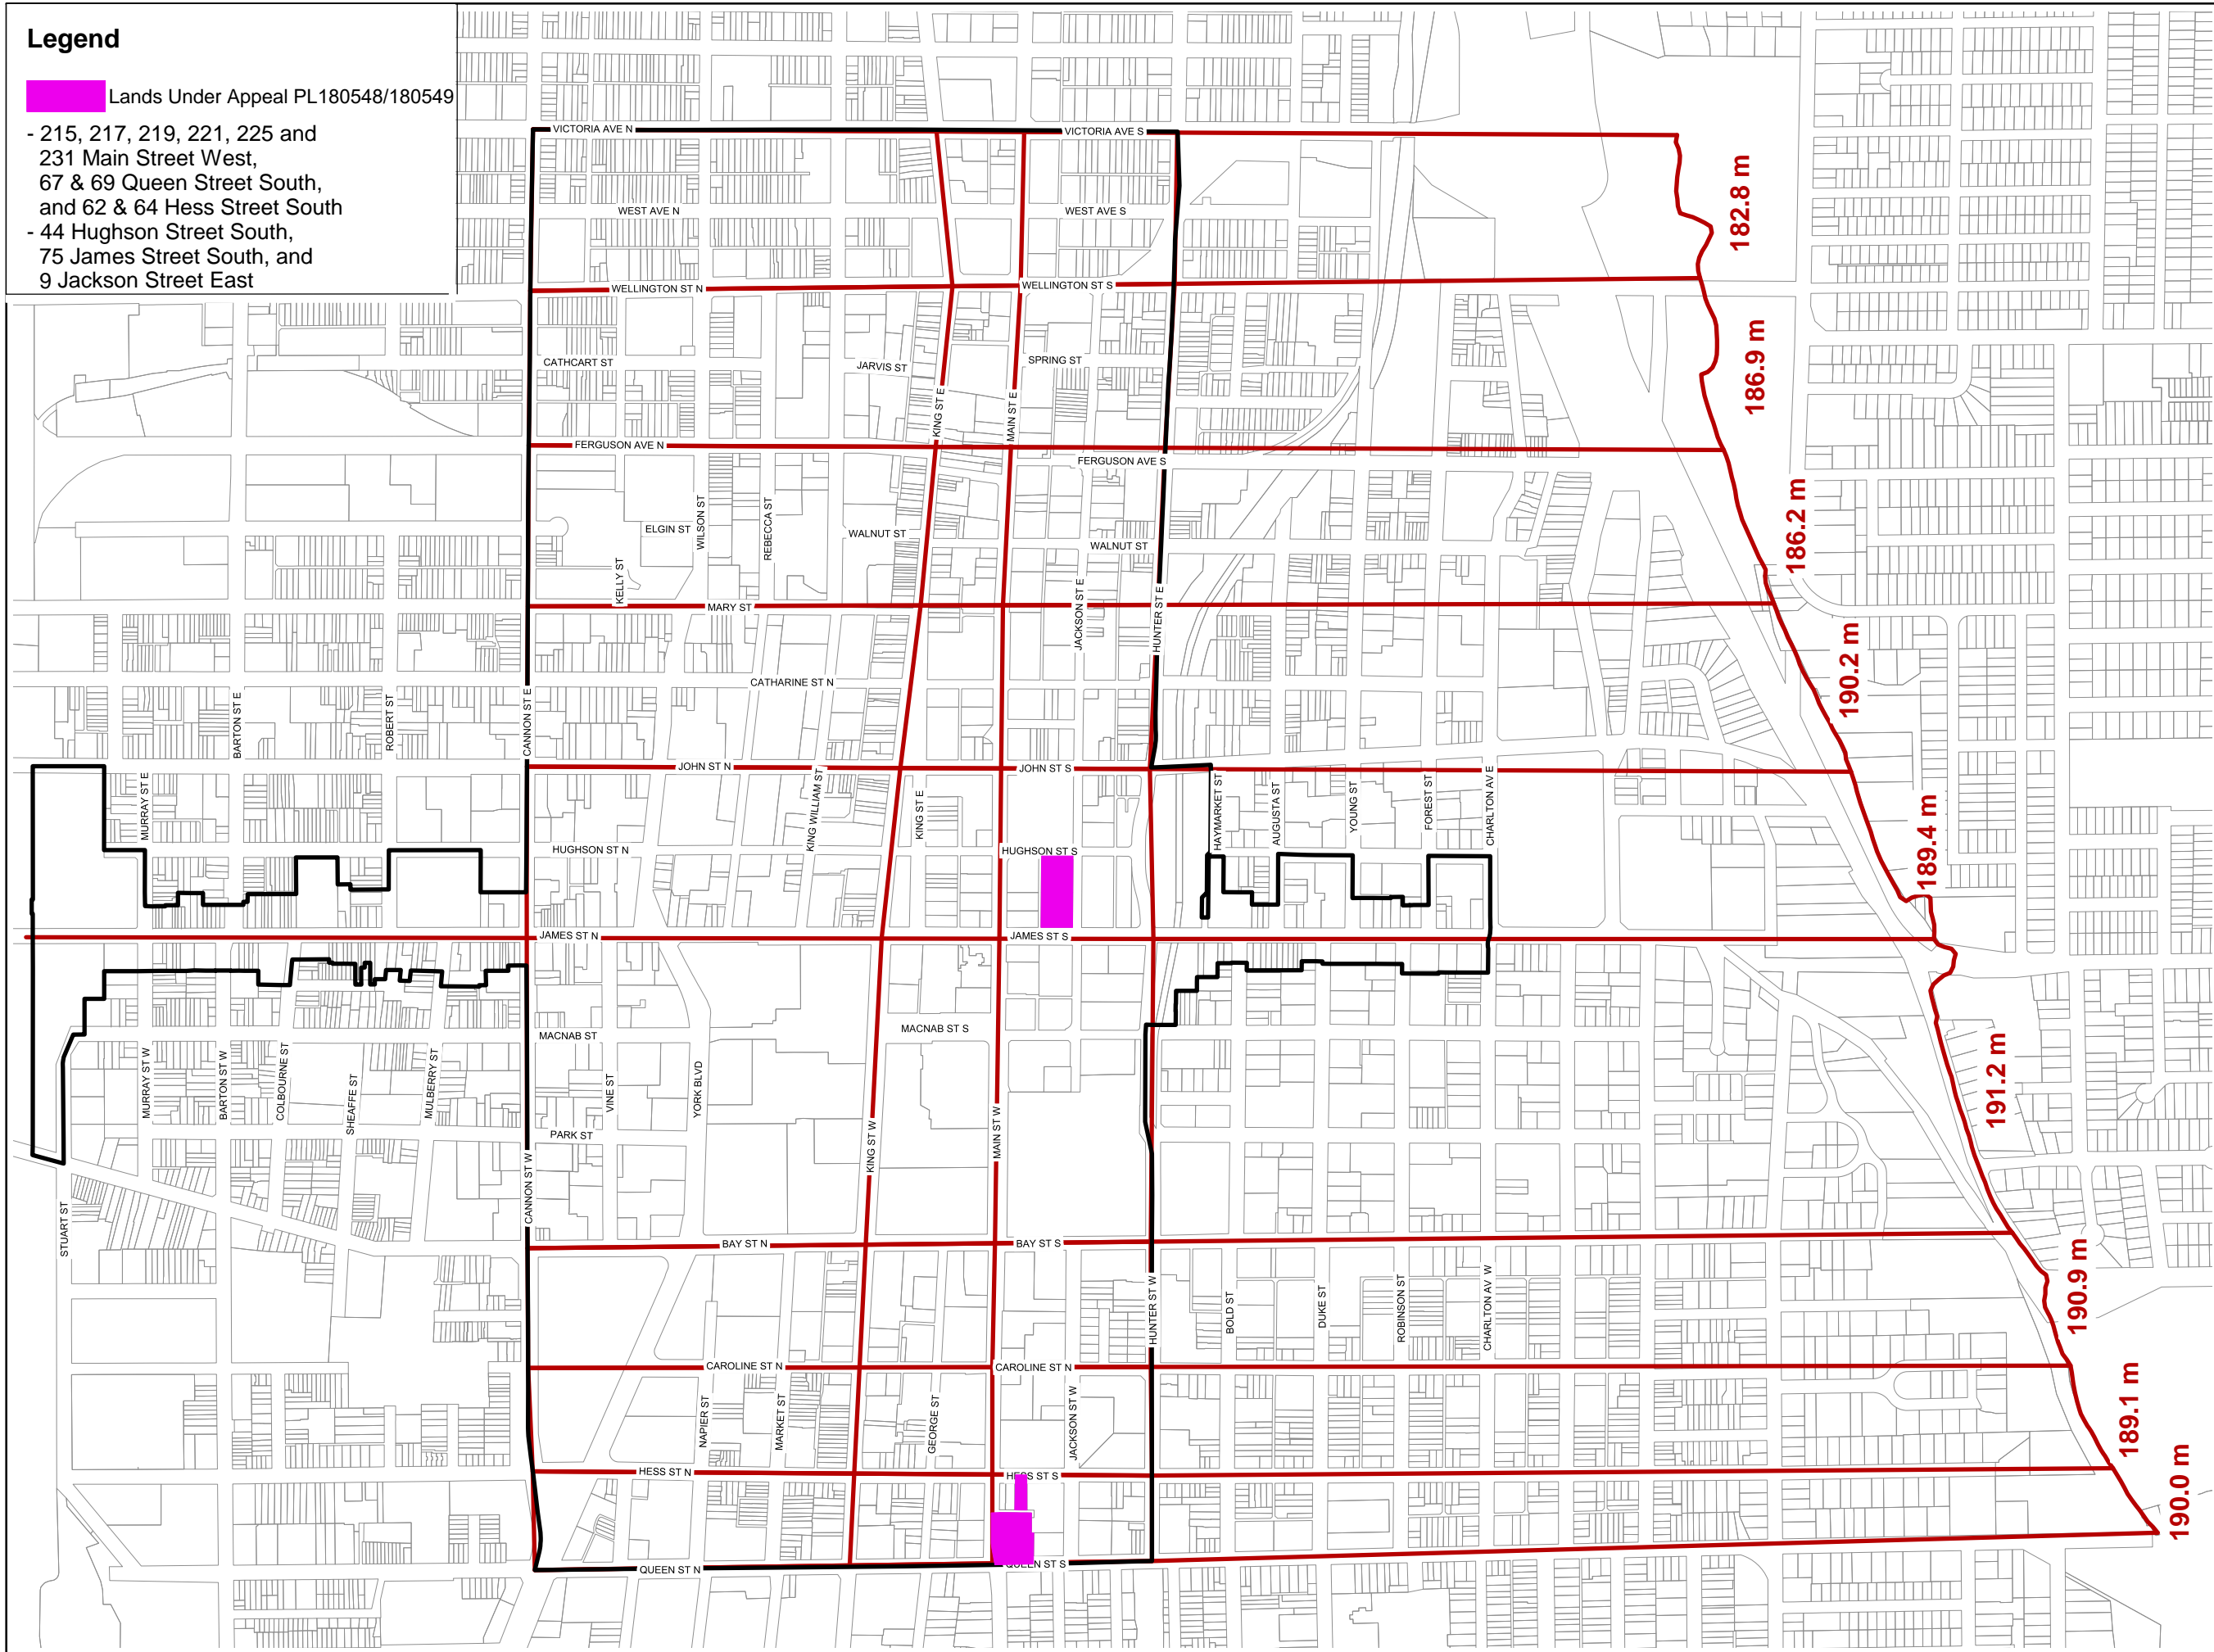 Legend
Lands Under Appeal PL180548/180549
- 215, 217, 219, 221, 225 and
231 Main Street West,
67 & 69 Queen Street South,
and 62 & 64 Hess Street South
- 44 Hughson Street South,
75 James Street South, and
9 Jackson Street East
VICTORIA AVE N
VICTORIA AVE S
182.8 m
WEST AVE N
WEST AVE S
WELLINGTON ST N
WELLINGTON ST S
186.9 m
CATHCART ST
JARVIS ST
SPRING ST
KING ST E
MAIN ST E
FERGUSON AVE N
FERGUSON AVE S
186.2 m
ELGIN ST
WILSON ST
REBECCA ST
WALNUT ST
WALNUT ST
KELLY ST
MARY ST
JACKSON ST E
HUNTER ST E
190.2 m
CATHARINE ST N
BARTON ST E
ROBERT ST
CANNON ST E
JOHN ST N
JOHN ST S
MURRAY ST E
KING WILLIAM ST
KING ST E
HAYMARKET ST
AUGUSTA ST
YOUNG ST
FOREST ST
CHARLTON AV E
189.4 m
HUGHSON ST N
HUGHSON ST S
JAMES ST N
JAMES ST S
MACNAB ST
MACNAB ST S
191.2 m
MURRAY ST W
BARTON ST W
COLBOURNE ST
SHEAFFE ST
MULBERRY ST
VINE ST
YORK BLVD
PARK ST
KING ST W
MAIN ST W
STUART ST
CANNON ST W
BAY ST N
BAY ST S
190.9 m
HUNTER ST W
BOLD ST
DUKE ST
ROBINSON ST
CHARLTON AV W
CAROLINE ST N
CAROLINE ST N
189.1 m
NAPIER ST
MARKET ST
GEORGE ST
JACKSON ST W
HESS ST N
HESS ST S
190.0 m
QUEEN ST N
QUEEN ST S